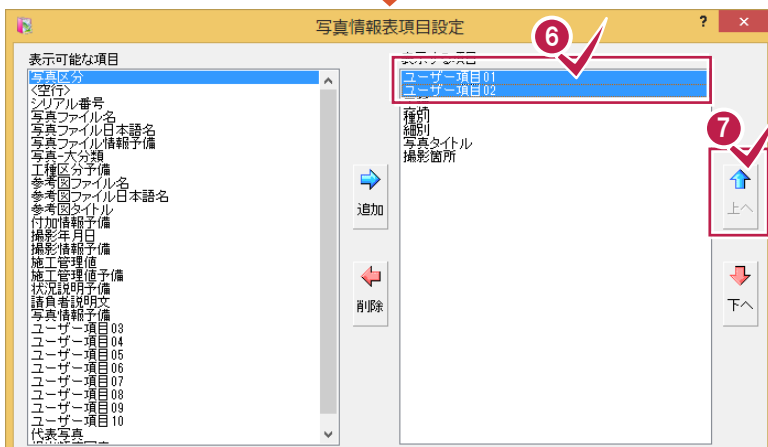 写真情報表項目設定
?
×
6
表示可能な項目
写真区分
<空行>
シリアル番号
写真ファイル名
写真ファイル日本語名
写真ファイル情報予備
写真-大分類
工種区分予備
参考図ファイル名
参考図ファイル日本語名
参考図タイトル
付加情報予備
撮影年月日
撮影情報予備
施工管理値
施工管理値予備
状況説明予備
請負者説明文
写真情報予備
ユーザー項目03
ユーザー項目04
ユーザー項目05
ユーザー項目06
ユーザー項目07
ユーザー項目08
ユーザー項目09
ユーザー項目10
代表写真
追加
削除
ユーザー項目01
ユーザー項目02
種別
細別
写真タイトル
撮影箇所
7
上へ
下へ